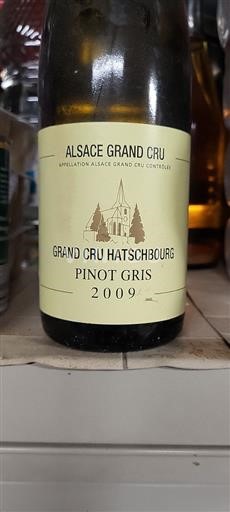 ALSACE GRAND CRU
APPELLATION ALSACE GRAND CRU CONTRÔLÉE
GRAND CRU HATSCHBOURG
PINOT GRIS
2009